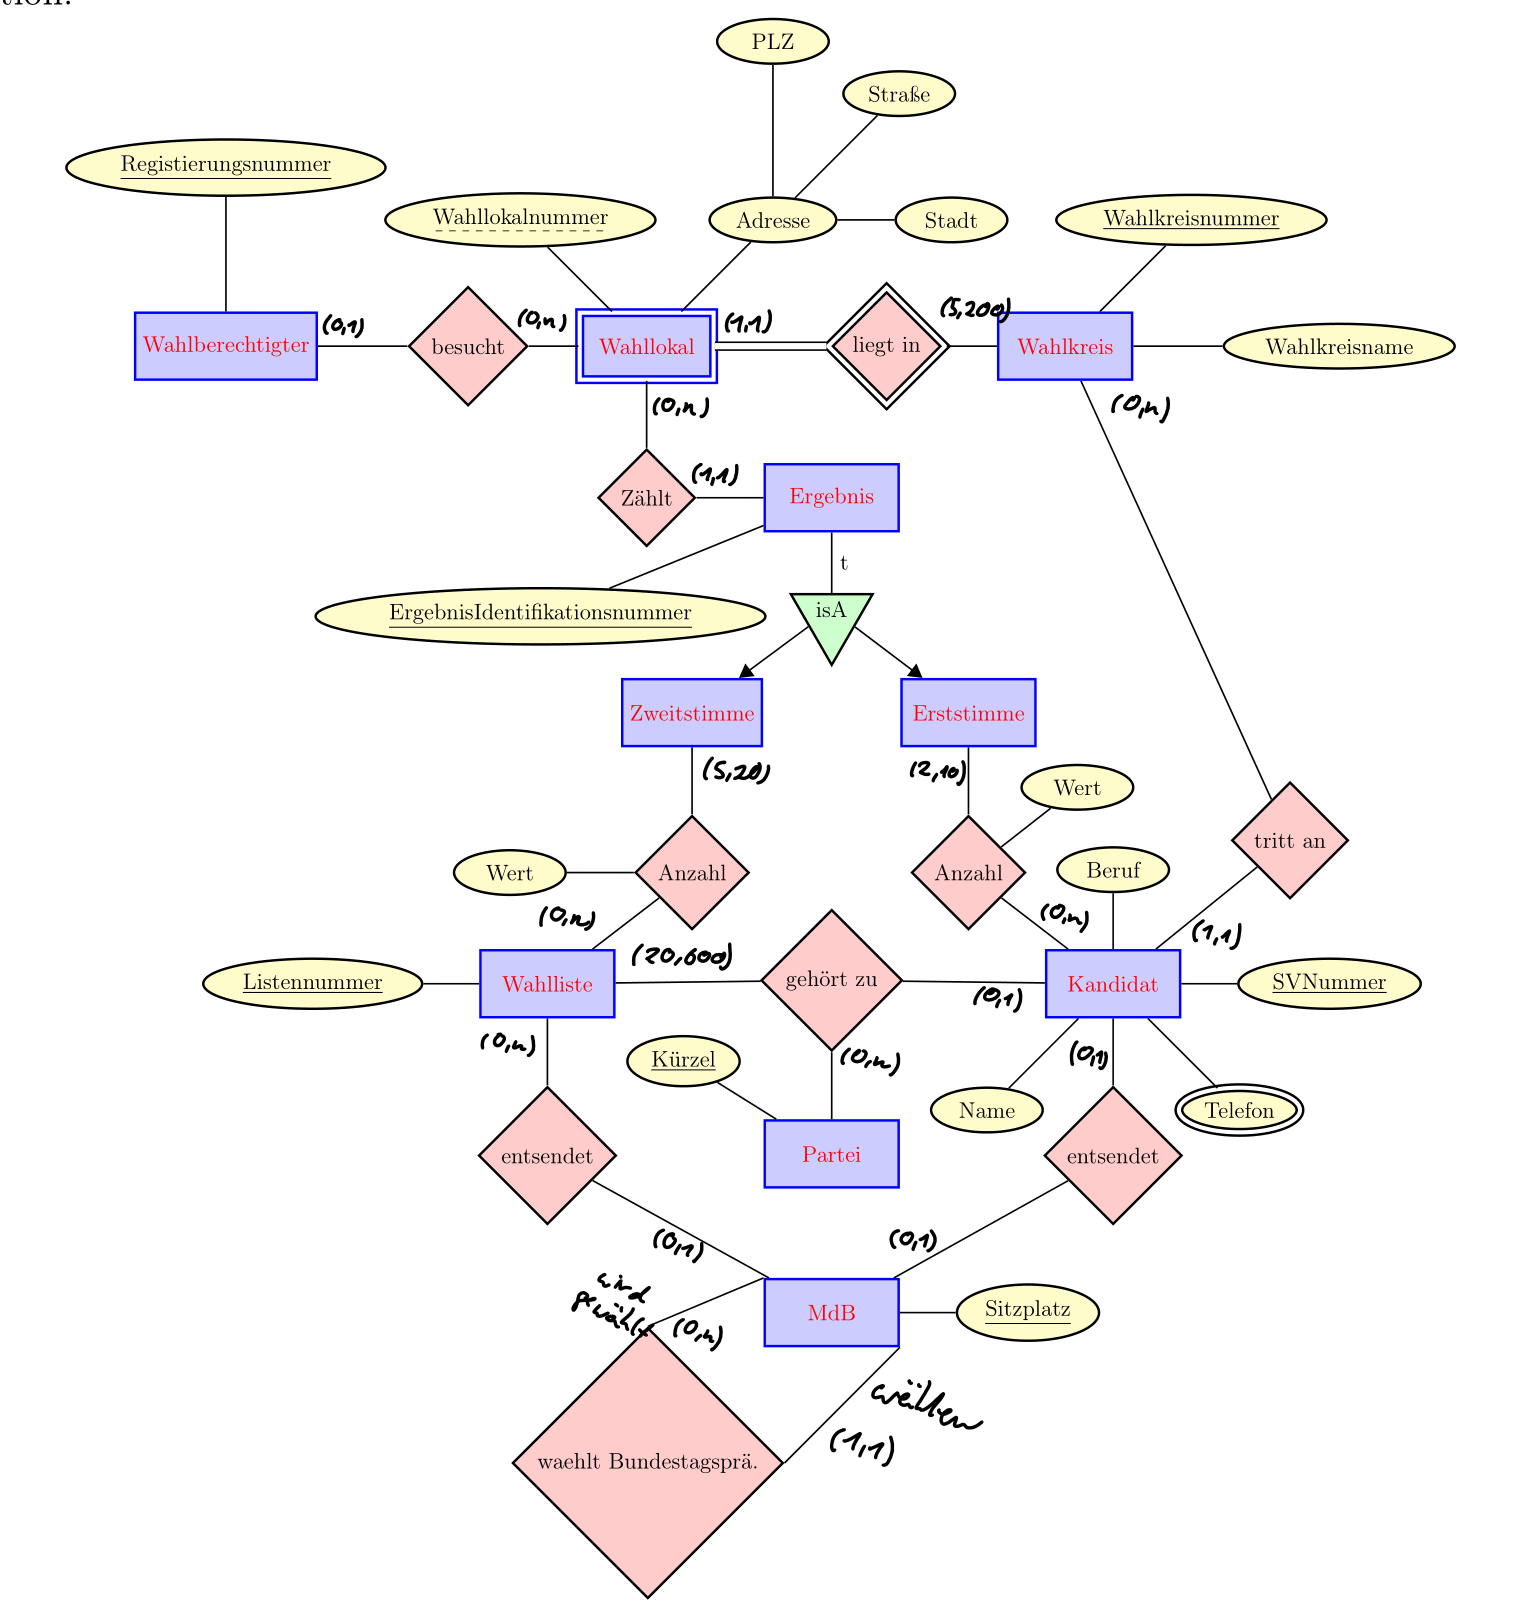 tion.
PLZ
Straße
Registierungsnummer
Wahllokalnummer
Adresse
Stadt
Wahlkreisnummer
Wahlberechtigter
(0,1)
besucht
(0,n)
Wahllokal
(1,1)
liegt in
(5,200)
Wahlkreis
Wahlkreisname
(0,n)
(0,n)
Zählt
(1,1)
Ergebnis
t
ErgebnisIdentifikationsnummer
isA
Zweitstimme
Erststimme
(5,20)
(2,10)
Wert
tritt an
Wert
Anzahl
Anzahl
Beruf
(0,n)
(0,n)
(1,1)
(20,600)
Listennummer
Wahlliste
gehört zu
(0,1)
Kandidat
SVNummer
(0,n)
Kürzel
(0,n)
(0,1)
Name
Telefon
entsendet
Partei
entsendet
(0,1)
(0,1)
wird
gewählt
(0,n)
MdB
Sitzplatz
wählen
(1,1)
waehlt Bundestagsprä.